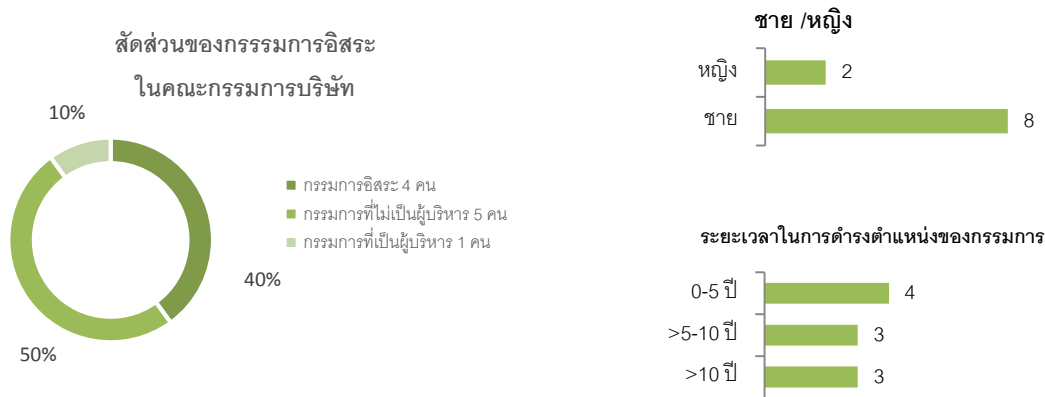 สัดส่วนของกรรรมการอิสระ
ในคณะกรรมการบริษัท
10%
40%
50%
กรรมการอิสระ 4 คน
กรรมการที่ไม่เป็นผู้บริหาร 5 คน
กรรมการที่เป็นผู้บริหาร 1 คน
ชาย /หญิง
หญิง 2
ชาย 8
ระยะเวลาในการดำรงตำแหน่งของกรรมการ
0-5 ปี 4
>5-10 ปี 3
>10 ปี 3